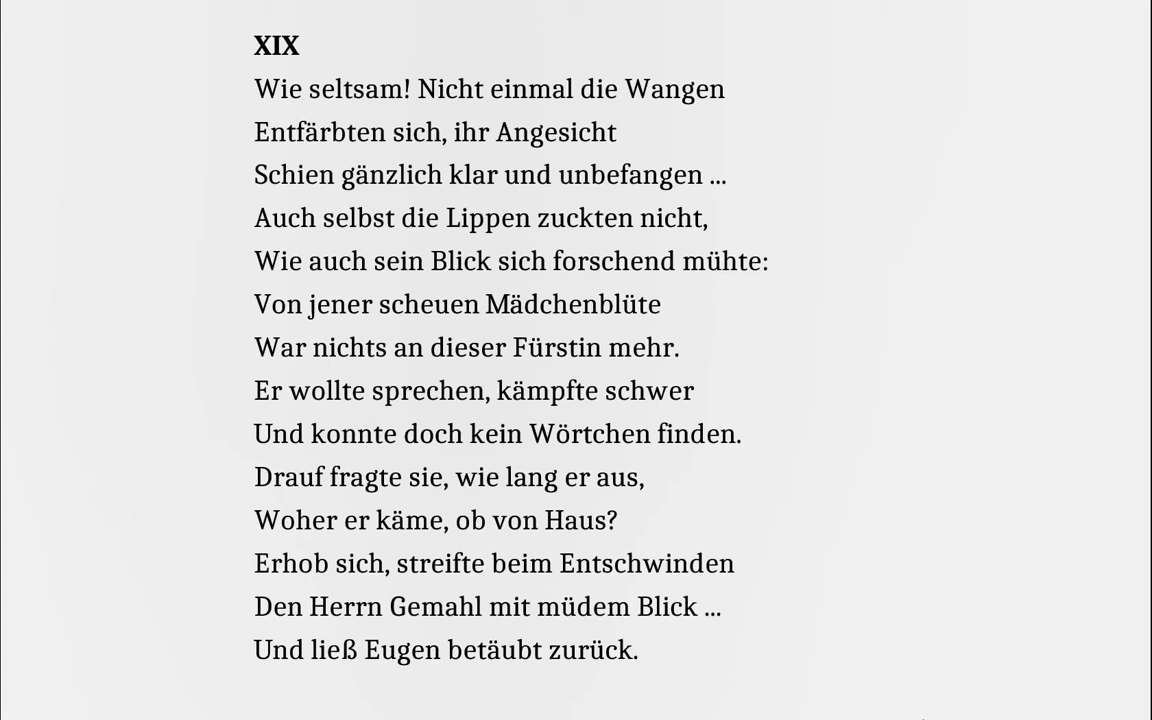 XIX
Wie seltsam! Nicht einmal die Wangen
Entfärbten sich, ihr Angesicht
Schien gänzlich klar und unbefangen ...
Auch selbst die Lippen zuckten nicht,
Wie auch sein Blick sich forschend mühte:
Von jener scheuen Mädchenblüte
War nichts an dieser Fürstin mehr.
Er wollte sprechen, kämpfte schwer
Und konnte doch kein Wörtchen finden.
Drauf fragte sie, wie lang er aus,
Woher er käme, ob von Haus?
Erhob sich, streifte beim Entschwinden
Den Herrn Gemahl mit müdem Blick ...
Und ließ Eugen betäubt zurück.